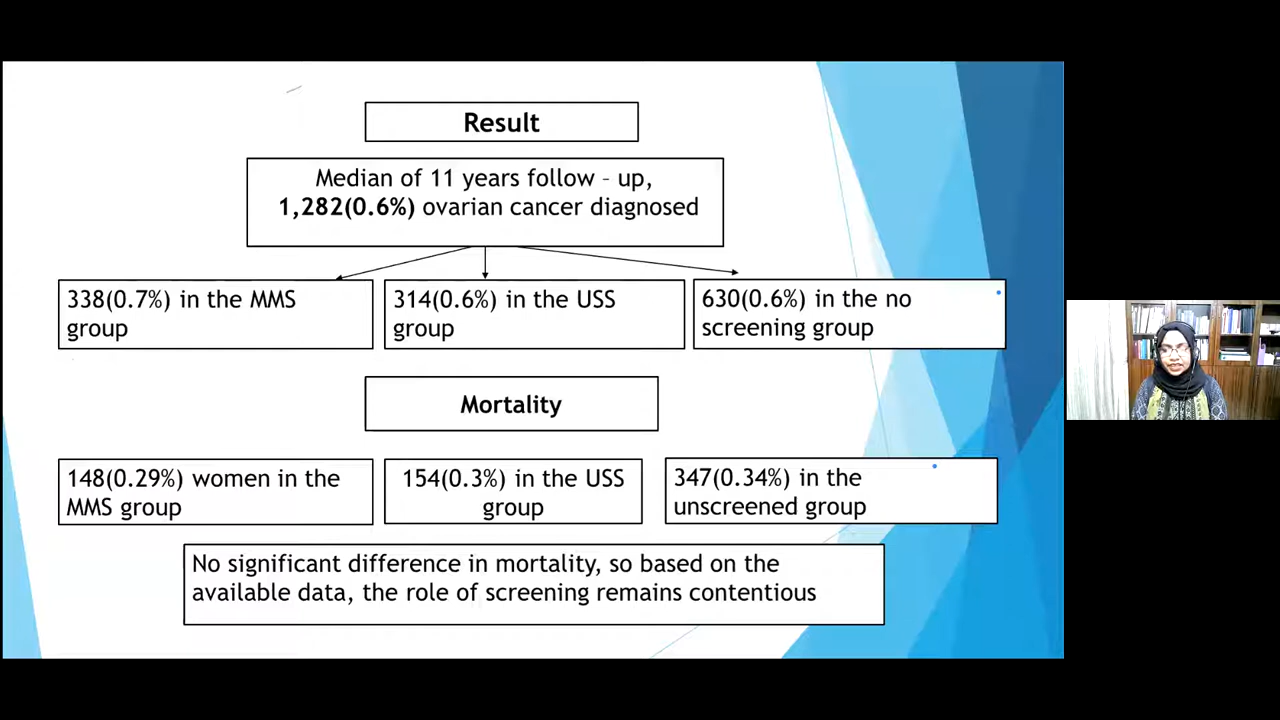 Result
Median of 11 years follow – up,
1,282(0.6%) ovarian cancer diagnosed
338(0.7%) in the MMS
group
314(0.6%) in the USS
group
630(0.6%) in the no
screening group
Mortality
148(0.29%) women in the
MMS group
154(0.3%) in the USS
group
347(0.34%) in the
unscreened group
No significant difference in mortality, so based on the
available data, the role of screening remains contentious